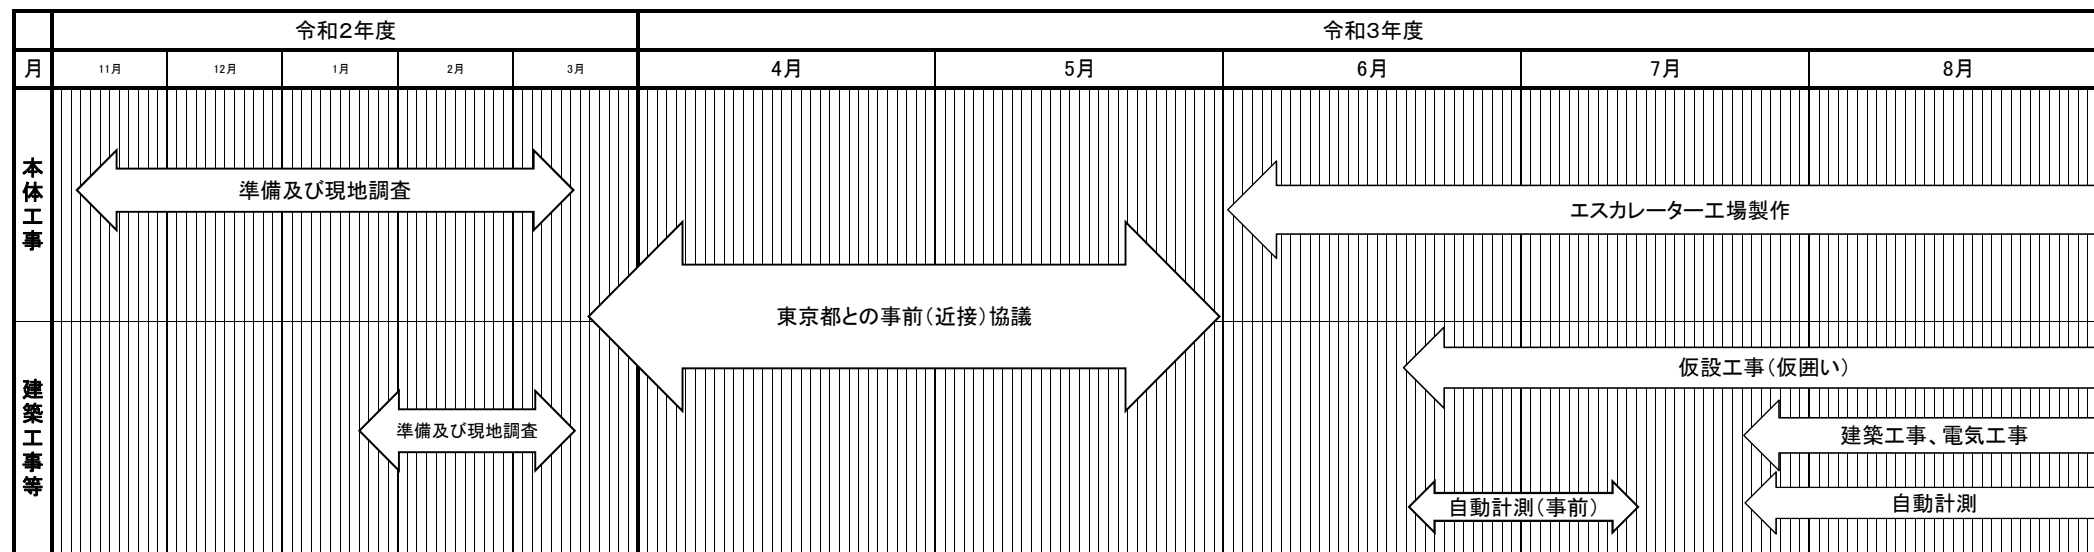 令和2年度
令和3年度
月
11月
12月
1月
2月
3月
4月
5月
6月
7月
8月
本体工事
準備及び現地調査
エスカレーター工場製作
東京都との事前（近接）協議
建築工事等
仮設工事（仮囲い）
準備及び現地調査
建築工事、電気工事
自動計測（事前）
自動計測